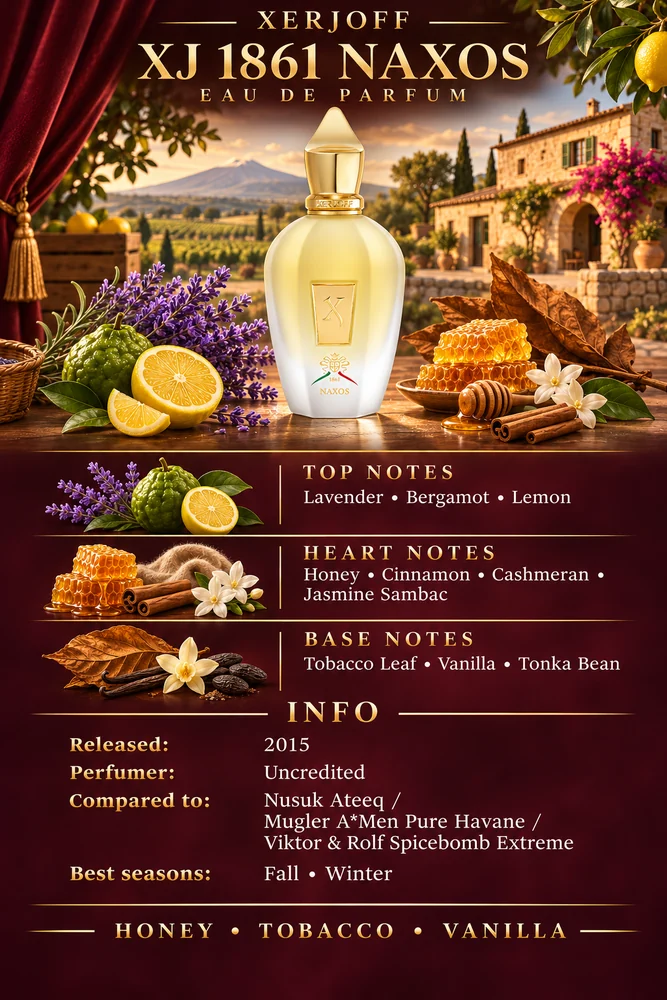 XERJOFF
XJ 1861 NAXOS
EAU DE PARFUM
XERJOFF
X
1861
NAXOS
TOP NOTES
Lavender • Bergamot • Lemon
HEART NOTES
Honey • Cinnamon • Cashmeran •
Jasmine Sambac
BASE NOTES
Tobacco Leaf • Vanilla • Tonka Bean
INFO
Released: 2015
Perfumer: Uncredited
Compared to: Nusuk Ateeq /
Mugler A*Men Pure Havane /
Viktor & Rolf Spicebomb Extreme
Best seasons: Fall • Winter
HONEY • TOBACCO • VANILLA